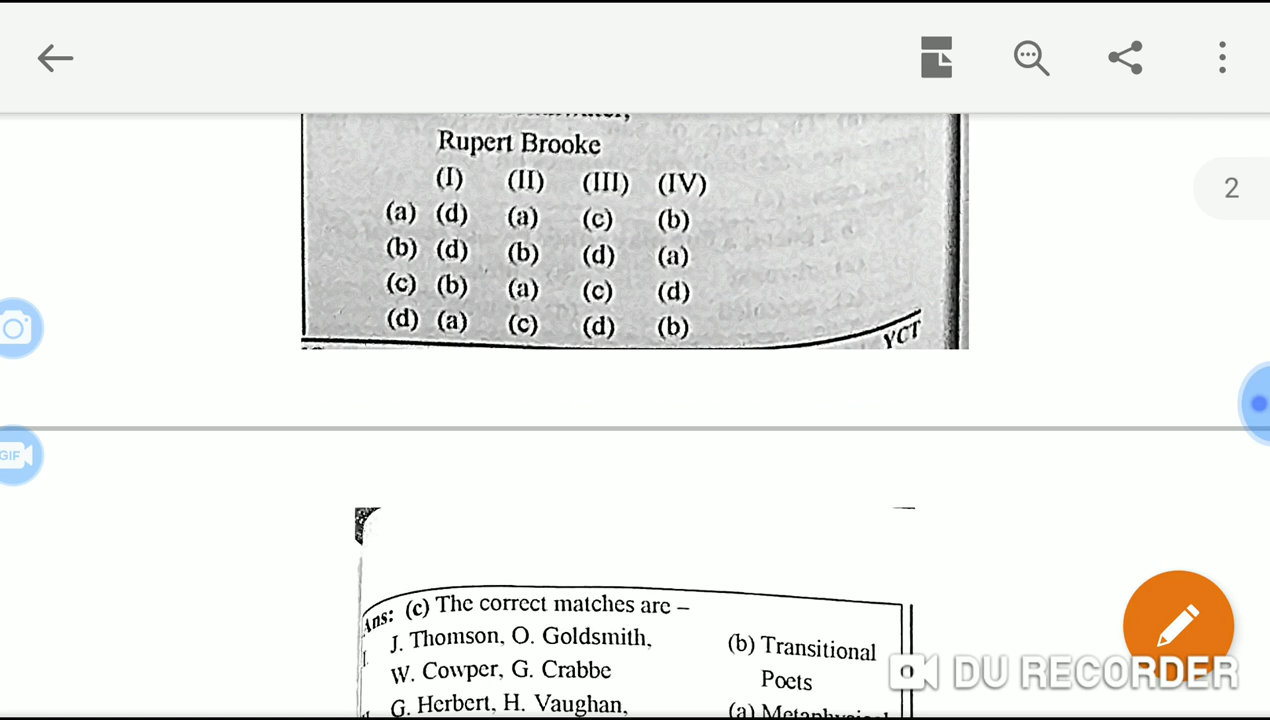 2
Rupert Brooke
(I) (II) (III) (IV)
(a) (d) (a) (c) (b)
(b) (d) (b) (d) (a)
(c) (b) (a) (c) (d)
(d) (a) (c) (d) (b)
YCT
GIF
Ans: (c) The correct matches are –
J. Thomson, O. Goldsmith, (b) Transitional
W. Cowper, G. Crabbe Poets
G. Herbert, H. Vaughan, (a)
DU RECORDER